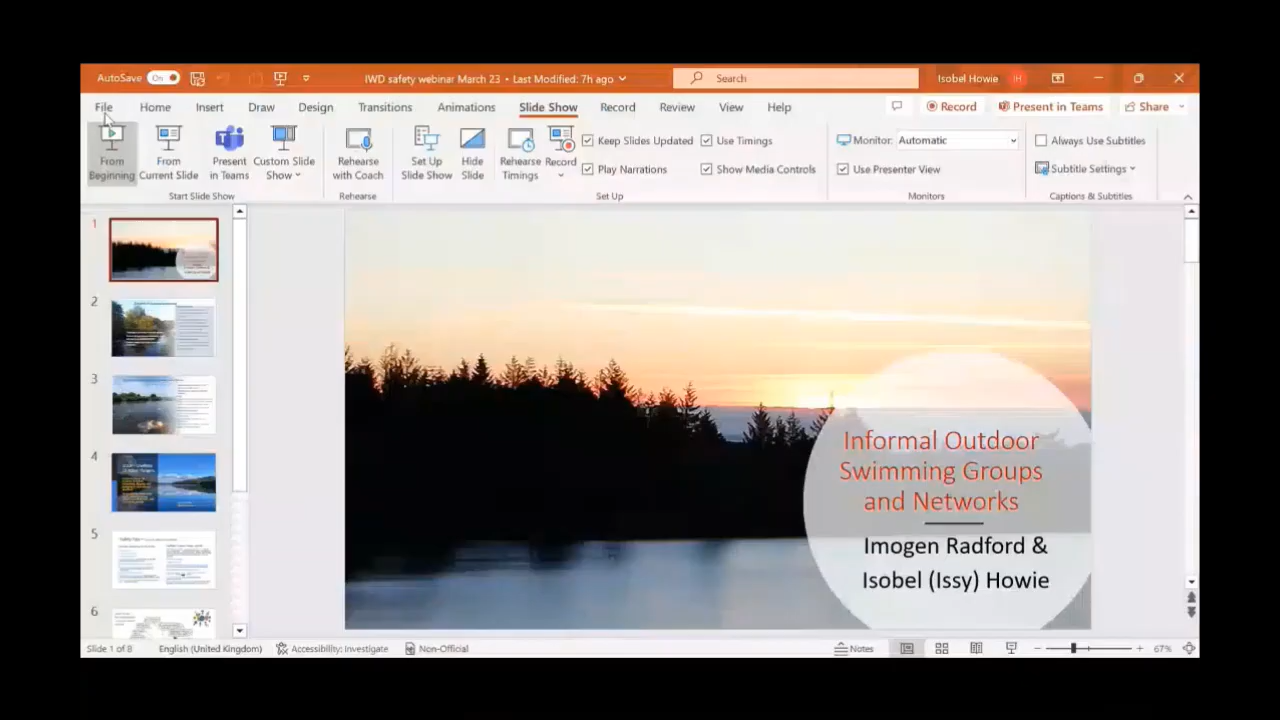 AutoSave On IWD safety webinar March 23 • Last Modified: 7h ago Search Isobel Howie IH
File Home Insert Draw Design Transitions Animations Slide Show Record Review View Help Record Present in Teams Share
From Beginning
From Current Slide
Present in Teams
Custom Slide Show
Rehearse with Coach
Set Up Slide Show
Hide Slide
Rehearse Timings
Record
Keep Slides Updated
Use Timings
Play Narrations
Show Media Controls
Monitor: Automatic
Use Presenter View
Always Use Subtitles
Subtitle Settings
Start Slide Show Rehearse Set Up Monitors Captions & Subtitles
1
2
3
4
5
6
Informal Outdoor
Swimming Groups
and Networks
Imogen Radford &
Isobel (Issy) Howie
Slide 1 of 8 English (United Kingdom) Accessibility: Investigate Non-Official Notes 67%